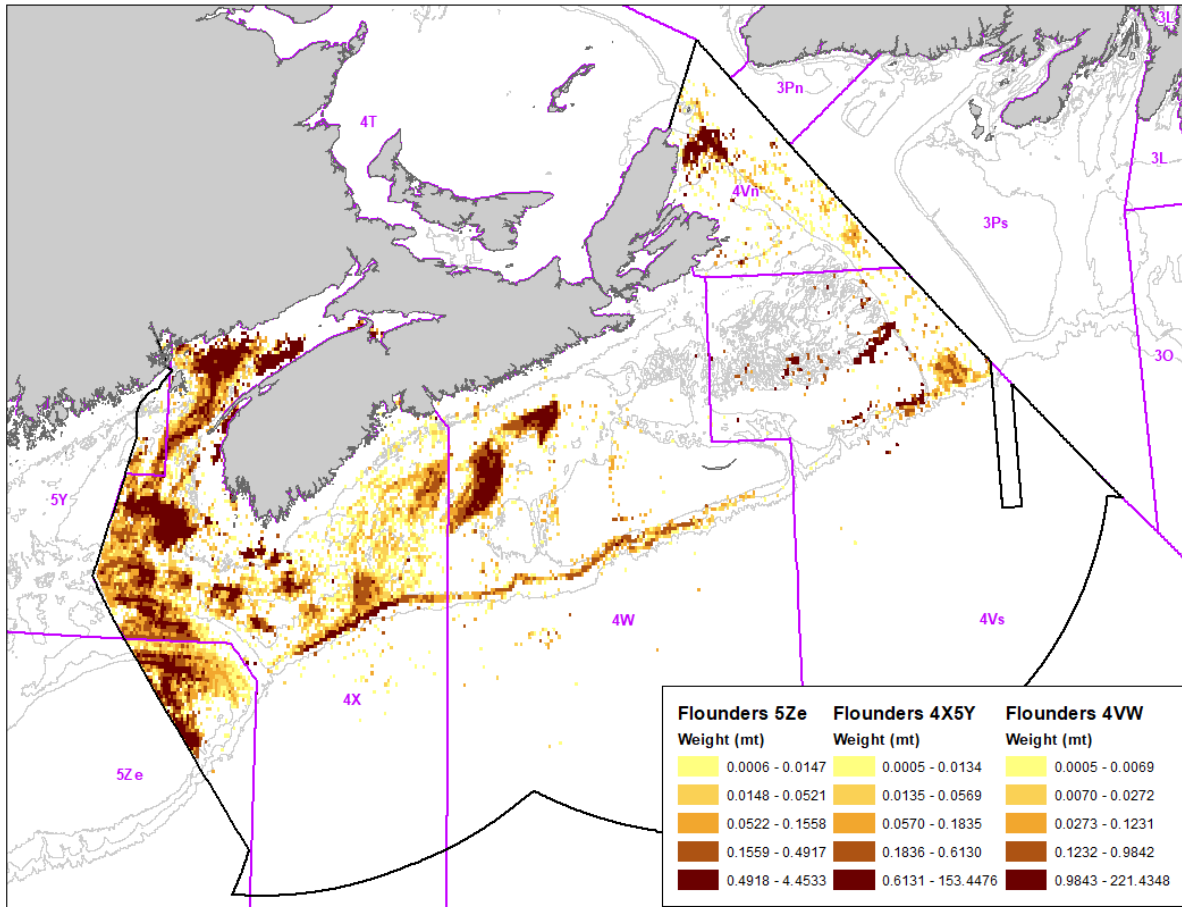 3L
3Pn
4T
3L
4Vn
3Ps
3O
5Y
4W
4Vs
4X
5Ze
Flounders 5Ze Flounders 4X5Y Flounders 4VW
Weight (mt) Weight (mt) Weight (mt)
0.0006 - 0.0147 0.0005 - 0.0134 0.0005 - 0.0069
0.0148 - 0.0521 0.0135 - 0.0569 0.0070 - 0.0272
0.0522 - 0.1558 0.0570 - 0.1835 0.0273 - 0.1231
0.1559 - 0.4917 0.1836 - 0.6130 0.1232 - 0.9842
0.4918 - 4.4533 0.6131 - 153.4476 0.9843 - 221.4348